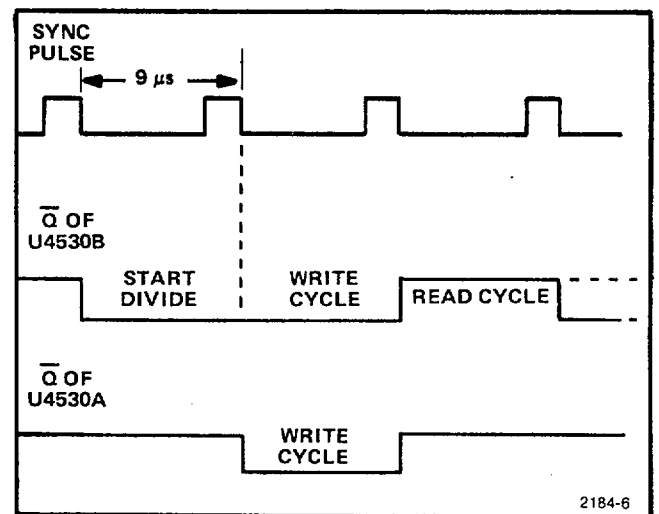 SYNC
PULSE
9 μs
Q̅ OF
U4530B
START
DIVIDE
WRITE
CYCLE
READ CYCLE
Q̅ OF
U4530A
WRITE
CYCLE
2184-6